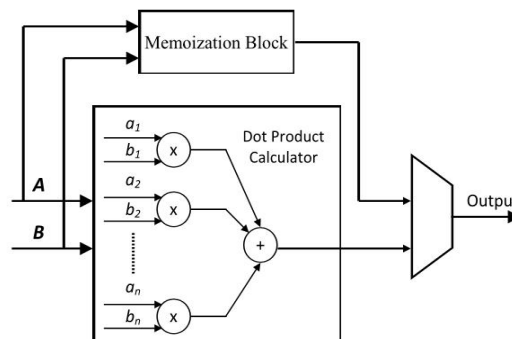 Memoization Block
a1
b1
x
Dot Product
Calculator
A
a2
b2
x
B
+
Output
an
bn
x